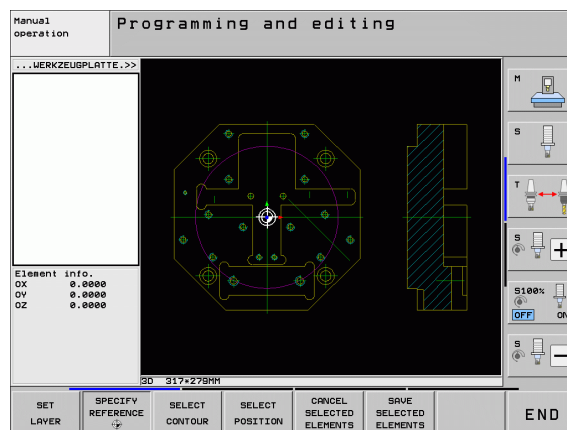 Manual
operation
Programming and editing
...WERKZEUGPLATTE.>>
M
S
T
S
S100%
OFF
ON
S
Element info.
OX 0.0000
OY 0.0000
OZ 0.0000
3D 317*279MM
SET
LAYER
SPECIFY
REFERENCE
SELECT
CONTOUR
SELECT
POSITION
CANCEL
SELECTED
ELEMENTS
SAVE
SELECTED
ELEMENTS
END